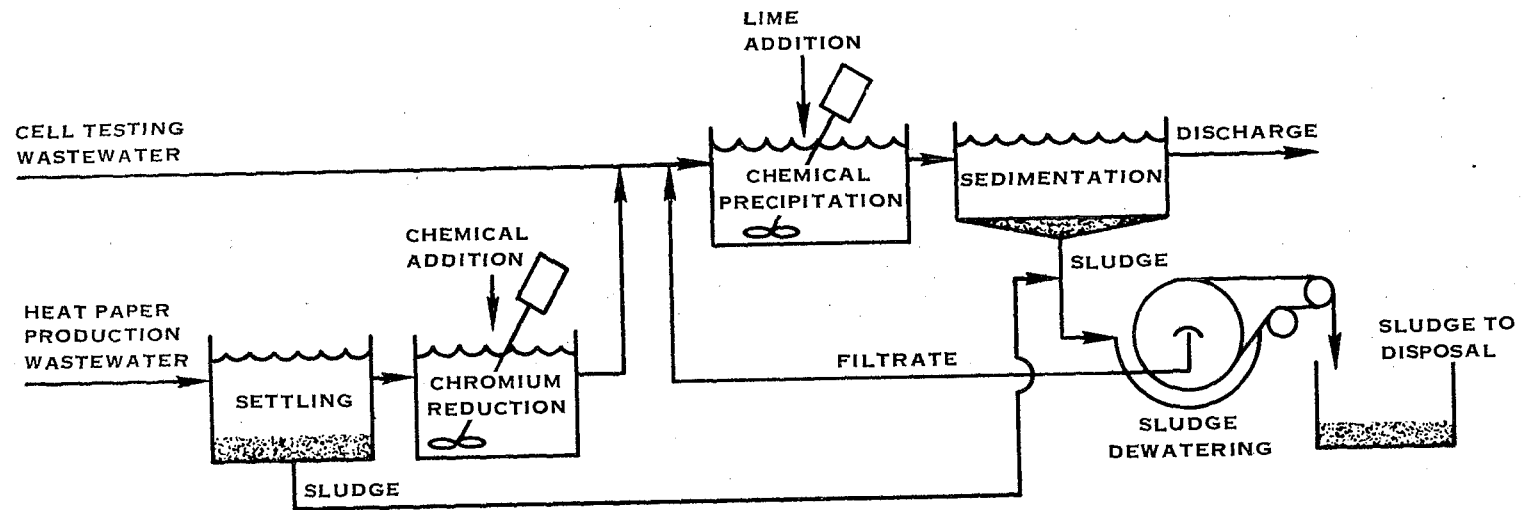 LIME
ADDITION
CELL TESTING
WASTEWATER
DISCHARGE
CHEMICAL
PRECIPITATION
SEDIMENTATION
CHEMICAL
ADDITION
SLUDGE
HEAT PAPER
PRODUCTION
WASTEWATER
SETTLING
CHROMIUM
REDUCTION
FILTRATE
SLUDGE TO
DISPOSAL
SLUDGE
DEWATERING
SLUDGE